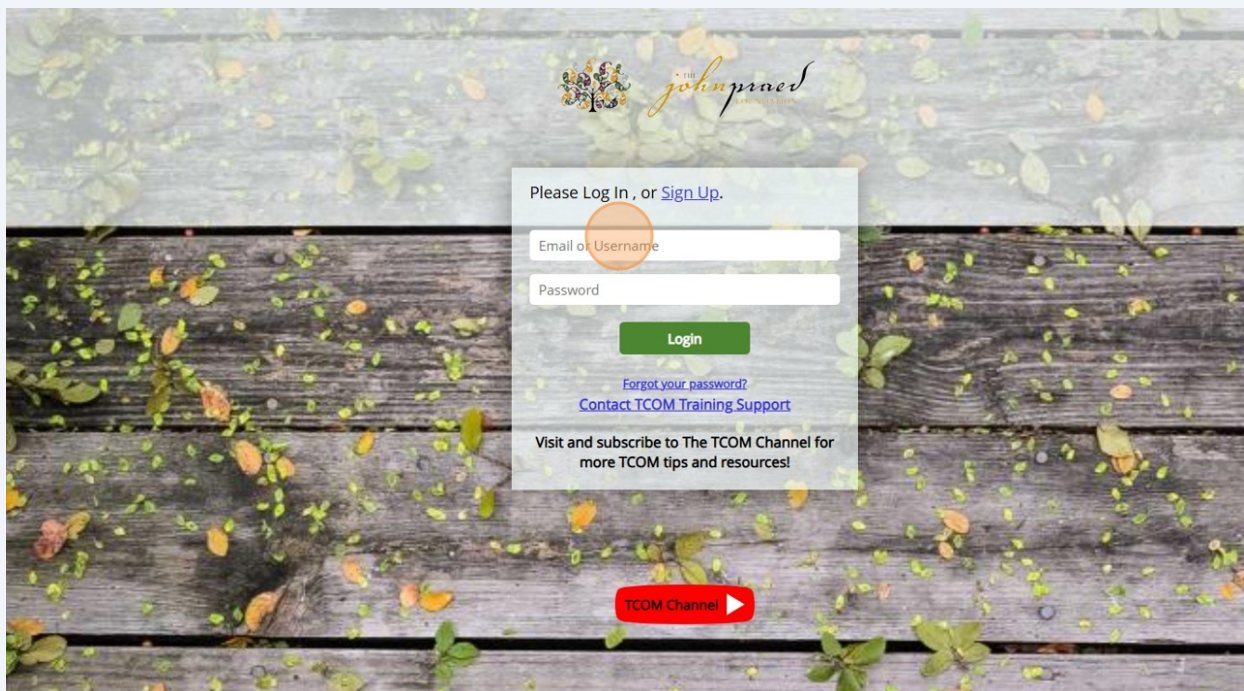 THE
johnpraed
FOUNDATION
Please Log In , or Sign Up.
Email or Username
Password
Login
Forgot your password?
Contact TCOM Training Support
Visit and subscribe to The TCOM Channel for
more TCOM tips and resources!
TCOM Channel